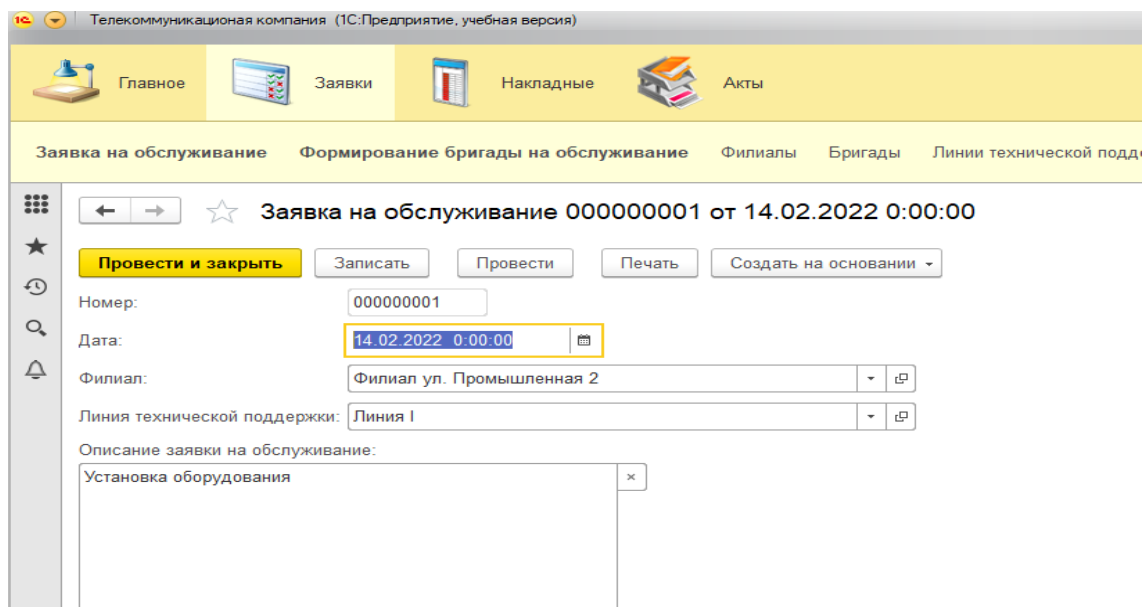 Телекоммуникационая компания (1С:Предприятие, учебная версия)
Главное Заявки Накладные Акты
Заявка на обслуживание Формирование бригады на обслуживание Филиалы Бригады Линии технической
Заявка на обслуживание 000000001 от 14.02.2022 0:00:00
Провести и закрыть Записать Провести Печать Создать на основании
Номер: 000000001
Дата: 14.02.2022 0:00:00
Филиал: Филиал ул. Промышленная 2
Линия технической поддержки: Линия I
Описание заявки на обслуживание:
Установка оборудования